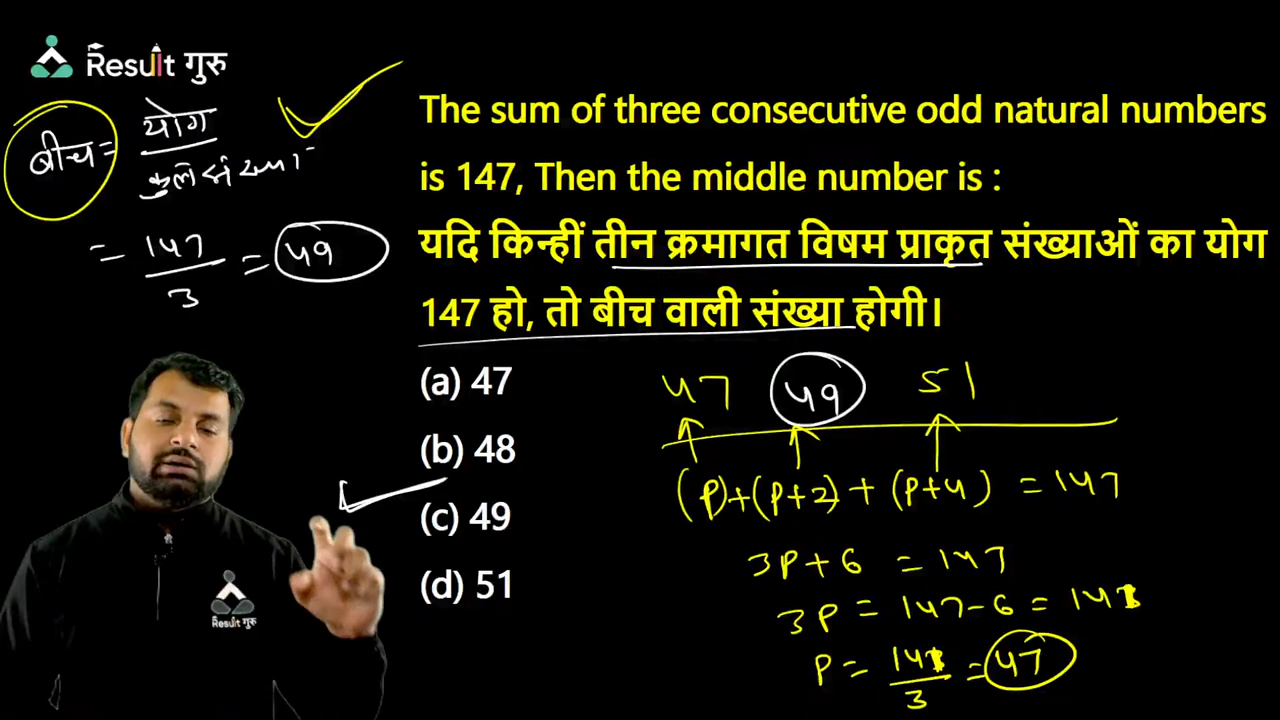 Result गुरु
बीच = योग
कुल संख्या
= 147
3
= 49
The sum of three consecutive odd natural numbers
is 147, Then the middle number is :
यदि किन्हीं तीन क्रमागत विषम प्राकृत संख्याओं का योग
147 हो, तो बीच वाली संख्या होगी।
(a) 47
(b) 48
(c) 49
(d) 51
47 49 51
(P)+(P+2) + (P+4) = 147
3P+6 = 147
3P = 147-6 = 141
P = 141
3
= 47
Result गुरु